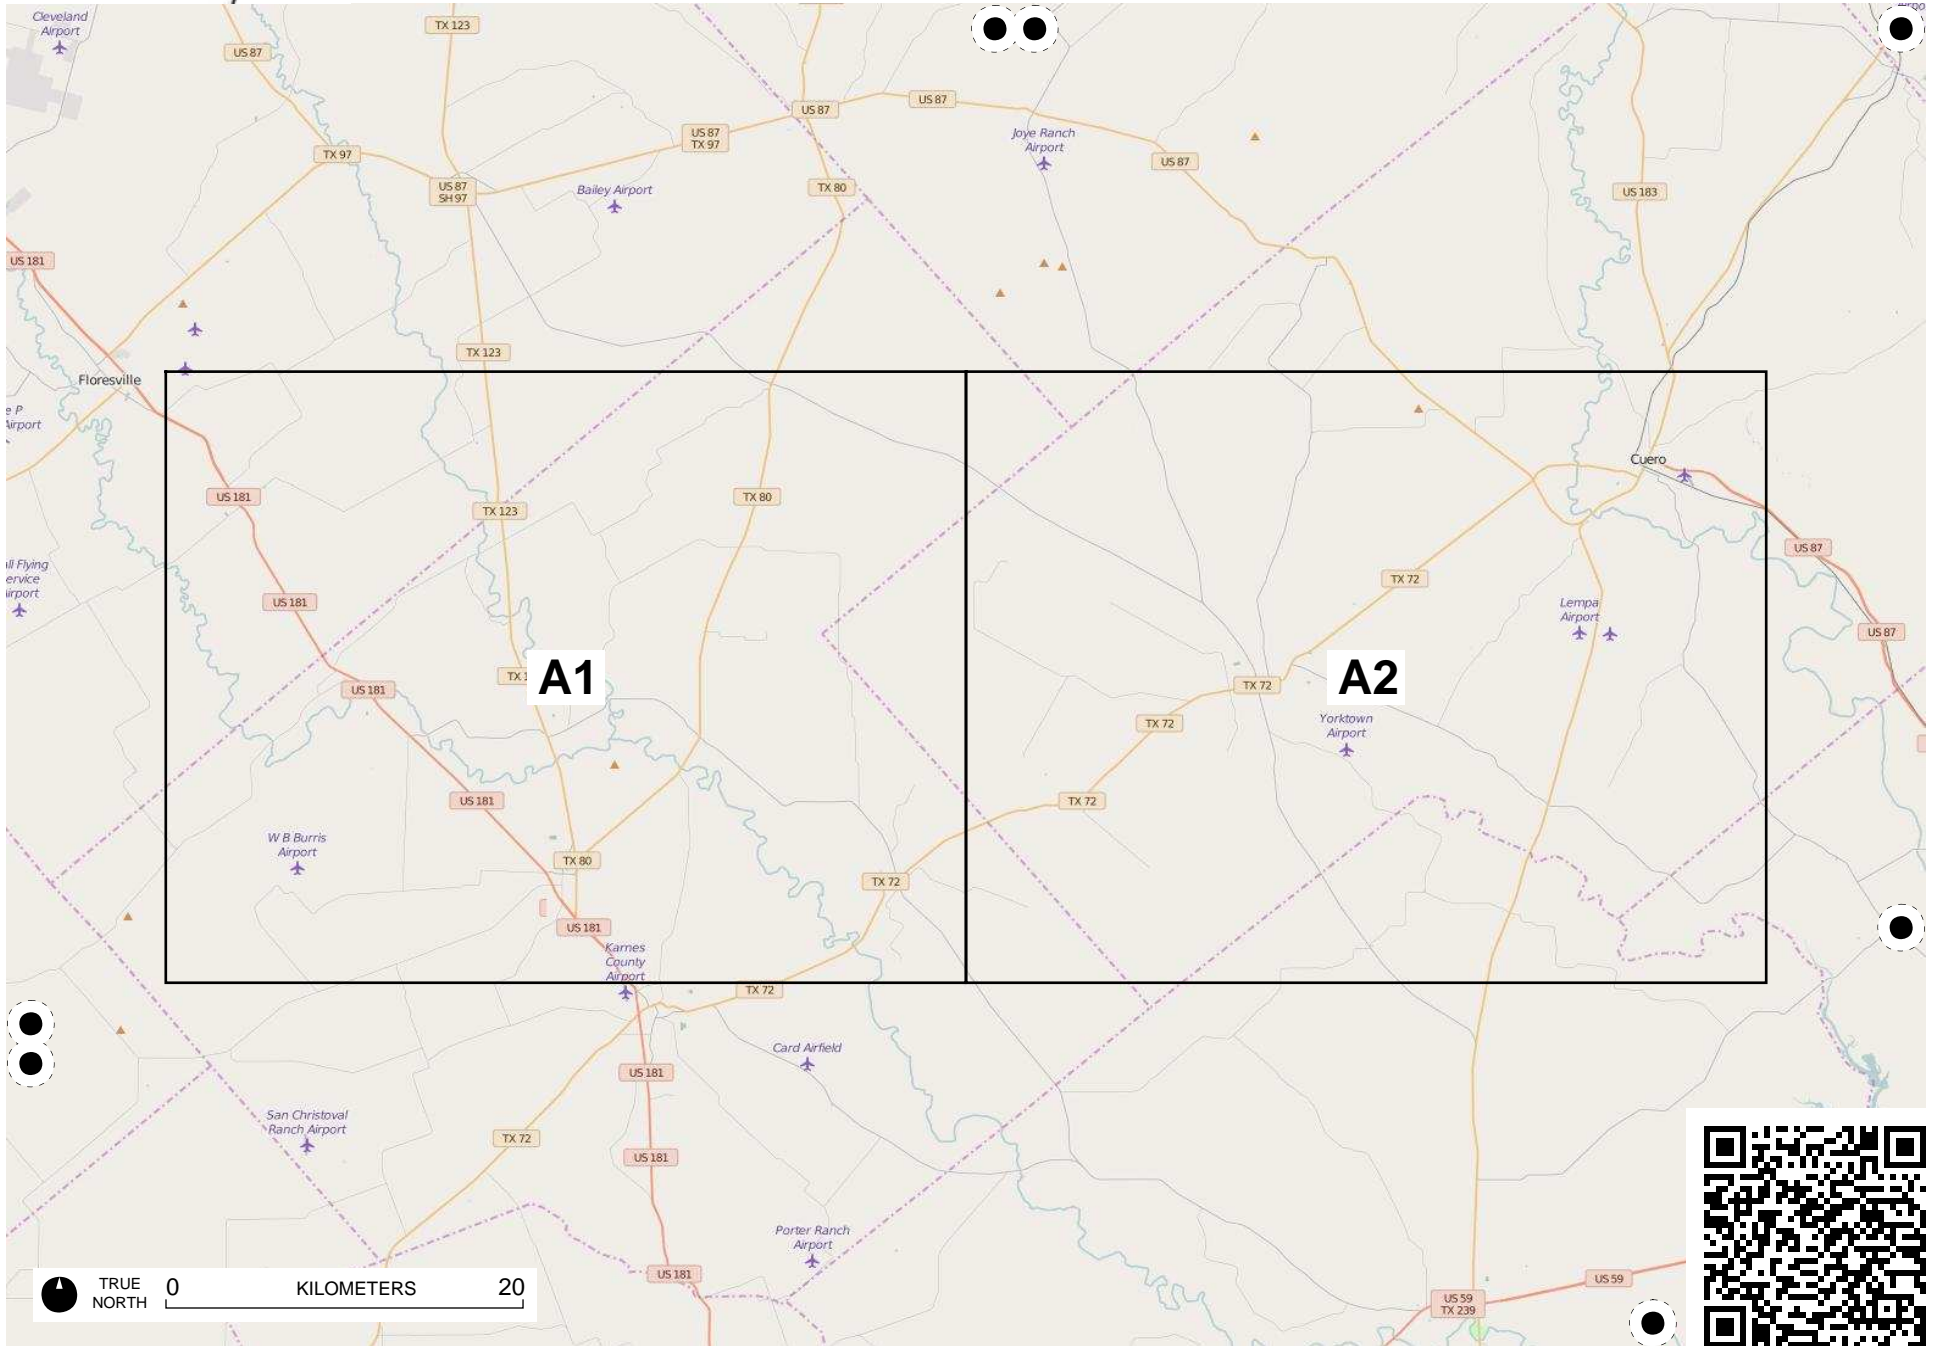 Cleveland
Airport
TX 123
US 87
US 87
US 87
US 87
TX 97
Joye Ranch
Airport
TX 97
US 87
US 87
SH 97
Bailey Airport
TX 80
US 183
US 181
TX 123
Floresville
Airport
Cuero
US 181
TX 80
TX 123
US 87
TX 72
Flying
Airport
US 181
Lempa
Airport
US 87
A1
A2
TX
US 181
TX 72
TX 72
Yorktown
Airport
US 181
TX 72
W B Burris
Airport
TX 80
TX 72
US 181
Karnes
County
Airport
TX 72
Card Airfield
US 181
San Christoval
Ranch Airport
TX 72
US 181
Porter Ranch
Airport
US 181
US 59
TRUE
NORTH
0 KILOMETERS 20
US 59
TX 239